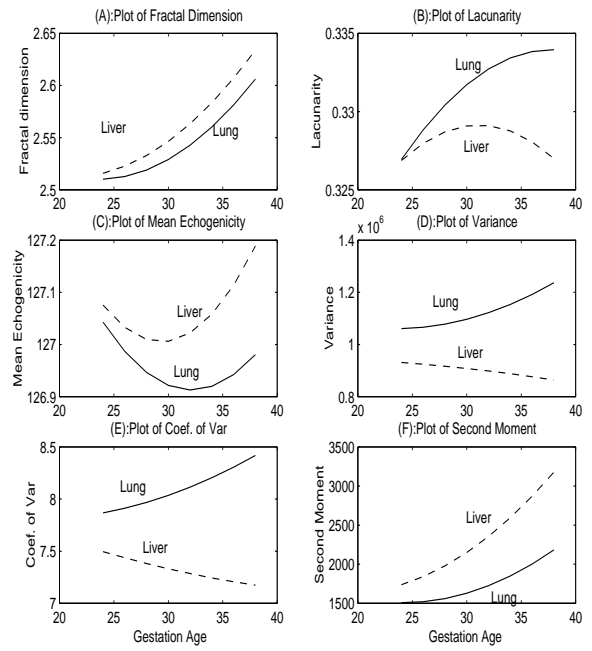 (A):Plot of Fractal Dimension
2.65
2.6
2.55
2.5
Fractal dimension
Liver
Lung
20 25 30 35 40
(B):Plot of Lacunarity
0.335
0.33
0.325
Lacunarity
Lung
Liver
20 25 30 35 40
(C):Plot of Mean Echogenicity
127.2
127.1
127
126.9
Mean Echogenicity
Liver
Lung
20 25 30 35 40
(D):Plot of Variance
x 10^6
1.4
1.2
1
0.8
Variance
Lung
Liver
20 25 30 35 40
(E):Plot of Coef. of Var
8.5
8
7.5
7
Coef. of Var
Lung
Liver
20 25 30 35 40
Gestation Age
(F):Plot of Second Moment
3500
3000
2500
2000
1500
Second Moment
Liver
Lung
20 25 30 35 40
Gestation Age